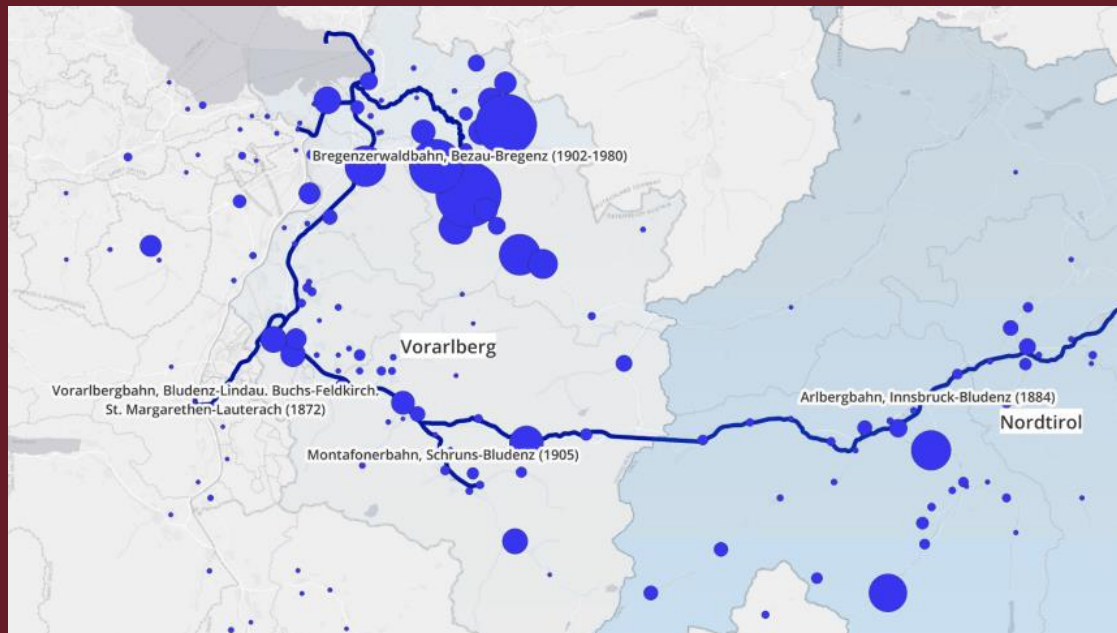 Bregenzerwaldbahn, Bezau-Bregenz (1902-1980)
Vorarlberg
Vorarlbergbahn, Bludenz-Lindau. Buchs-Feldkirch.
St. Margarethen-Lauterach (1872)
Arlbergbahn, Innsbruck-Bludenz (1884)
Nordtirol
Montafonerbahn, Schruns-Bludenz (1905)